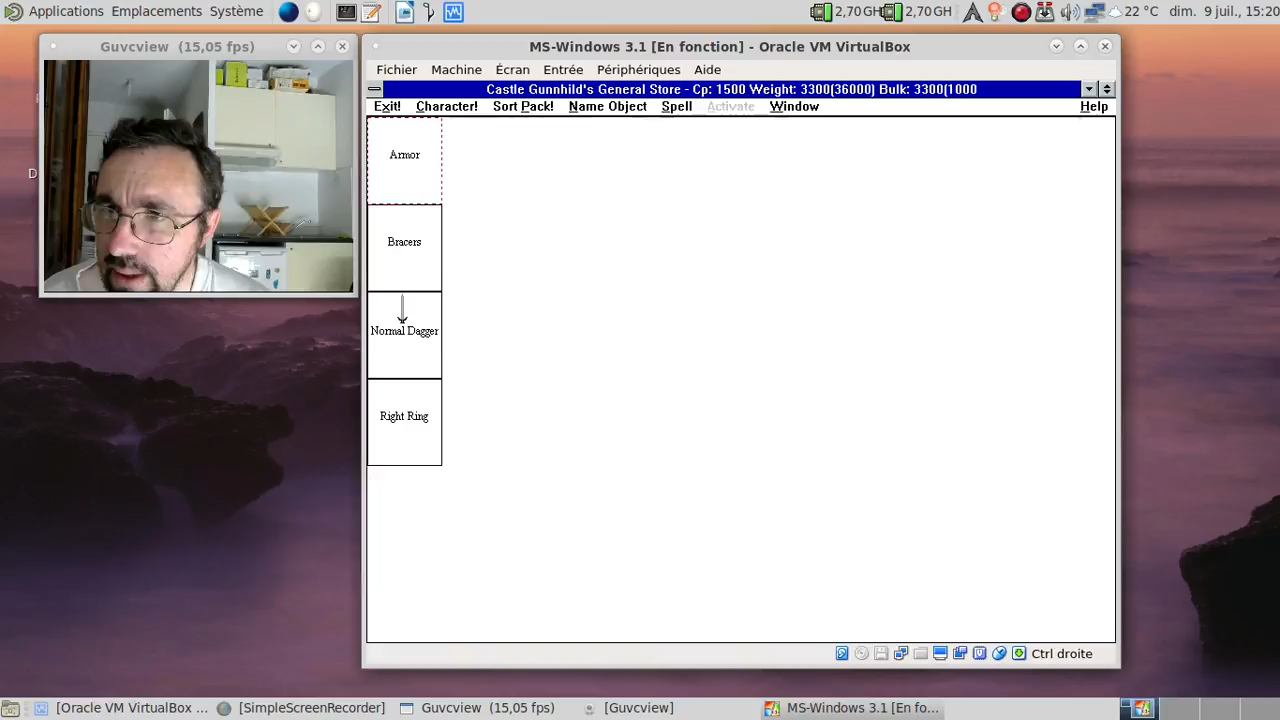 Applications Emplacements Système
2,70 GH 2,70 GH 22 °C dim. 9 juil., 15:20
Guvcview (15,05 fps)
MS-Windows 3.1 [En fonction] - Oracle VM VirtualBox
Fichier Machine Écran Entrée Périphériques Aide
Castle Gunnhild's General Store - Cp: 1500 Weight: 3300(36000) Bulk: 3300(1000
Exit! Character! Sort Pack! Name Object Spell Activate Window Help
Armor
D
Bracers
Normal Dagger
Right Ring
Ctrl droite
[Oracle VM VirtualBox ... [SimpleScreenRecorder] Guvcview (15,05 fps) [Guvcview] MS-Windows 3.1 [En fo...